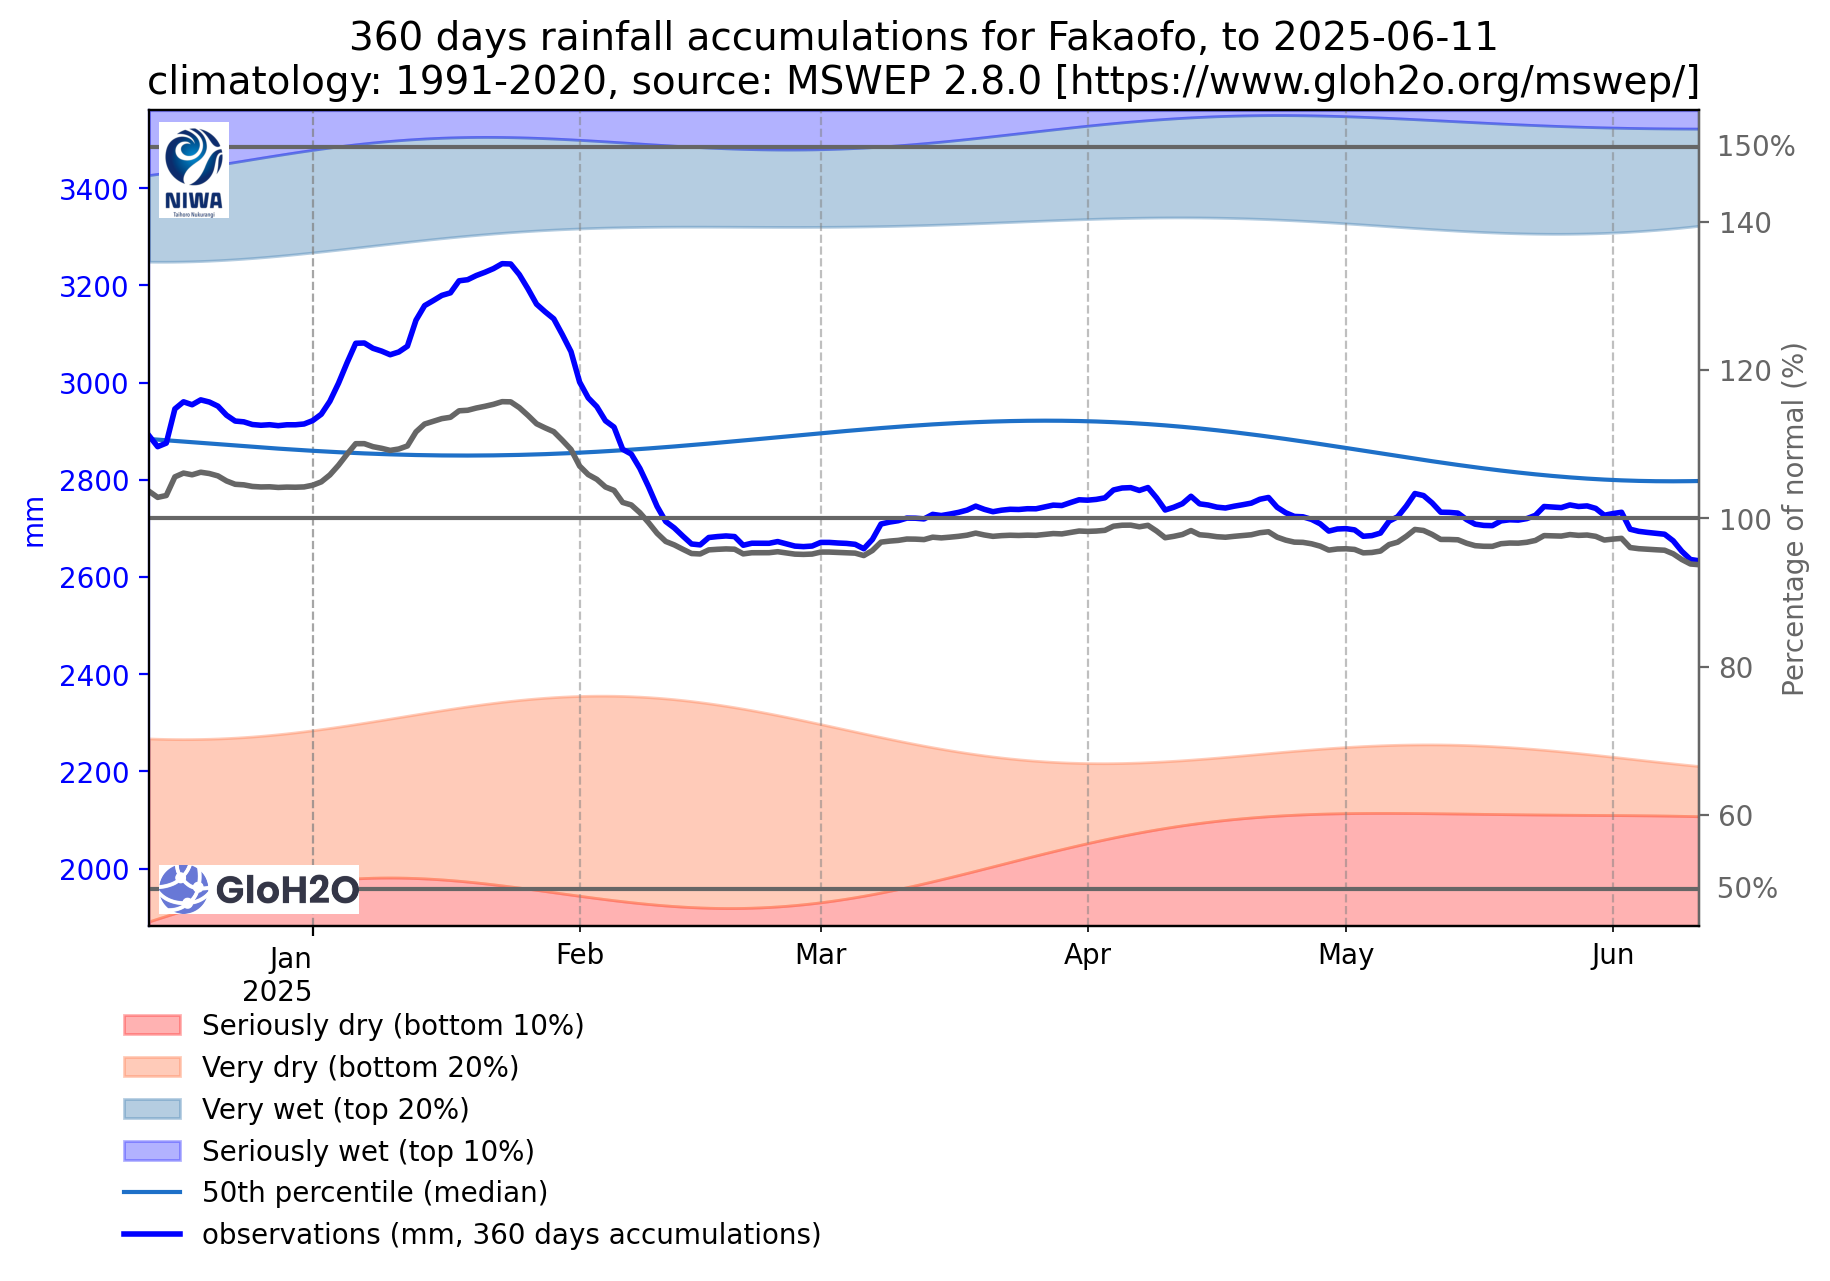 360 days rainfall accumulations for Fakaofo, to 2025-06-11
climatology: 1991-2020, source: MSWEP 2.8.0 [https://www.gloh2o.org/mswep/]
NIWA
Taihoro Nukurangi
3400
3200
3000
2800
2600
2400
2200
2000
mm
150%
140
120
100
80
60
50%
Percentage of normal (%)
GloH2O
Jan
2025
Feb
Mar
Apr
May
Jun
Seriously dry (bottom 10%)
Very dry (bottom 20%)
Very wet (top 20%)
Seriously wet (top 10%)
50th percentile (median)
observations (mm, 360 days accumulations)